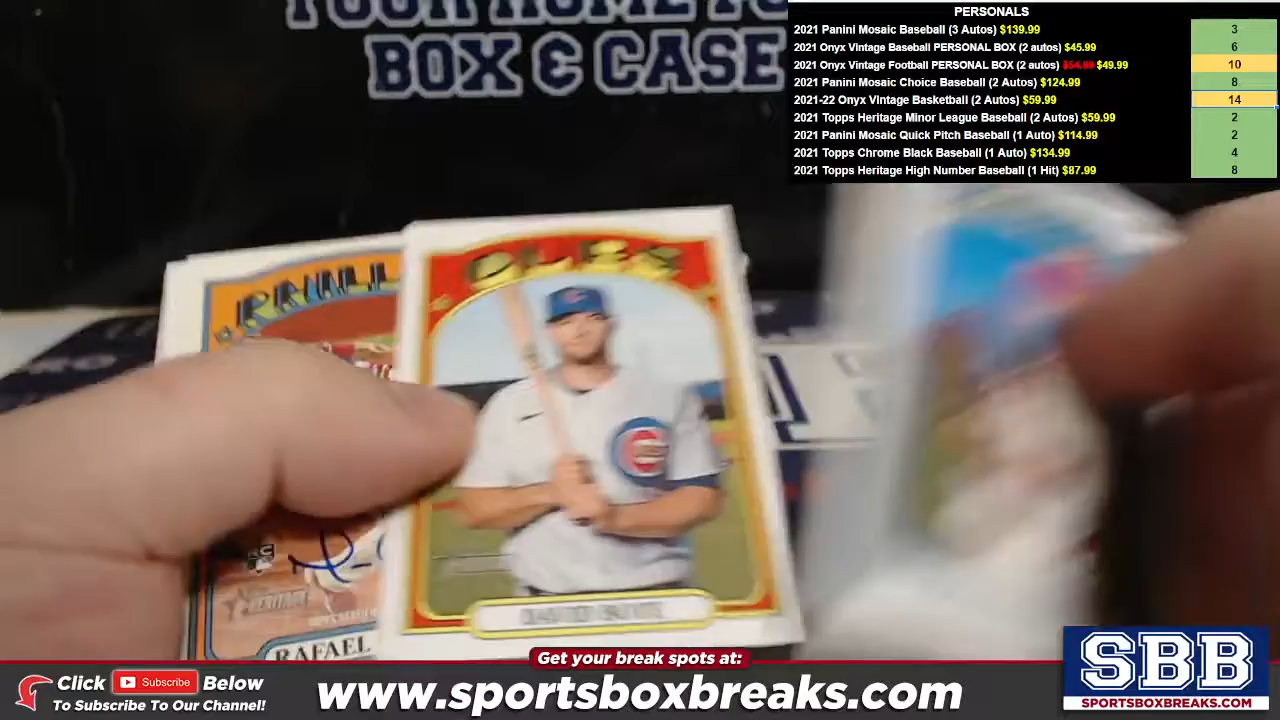 YOUR HOME FO
BOX & CASE
PERSONALS
2021 Panini Mosaic Baseball (3 Autos) $139.99 3
2021 Onyx Vintage Baseball PERSONAL BOX (2 autos) $45.99 6
2021 Onyx Vintage Football PERSONAL BOX (2 autos) $54.99 $49.99 10
2021 Panini Mosaic Choice Baseball (2 Autos) $124.99 8
2021-22 Onyx Vintage Basketball (2 Autos) $59.99 14
2021 Topps Heritage Minor League Baseball (2 Autos) $59.99 2
2021 Panini Mosaic Quick Pitch Baseball (1 Auto) $114.99 2
2021 Topps Chrome Black Baseball (1 Auto) $134.99 4
2021 Topps Heritage High Number Baseball (1 Hit) $87.99 8
PHILL
C
RC
HERITAGE
RAFAEL
Get your break spots at:
Click Subscribe Below
To Subscribe To Our Channel!
www.sportsboxbreaks.com
SBB
SPORTSBOXBREAKS.COM